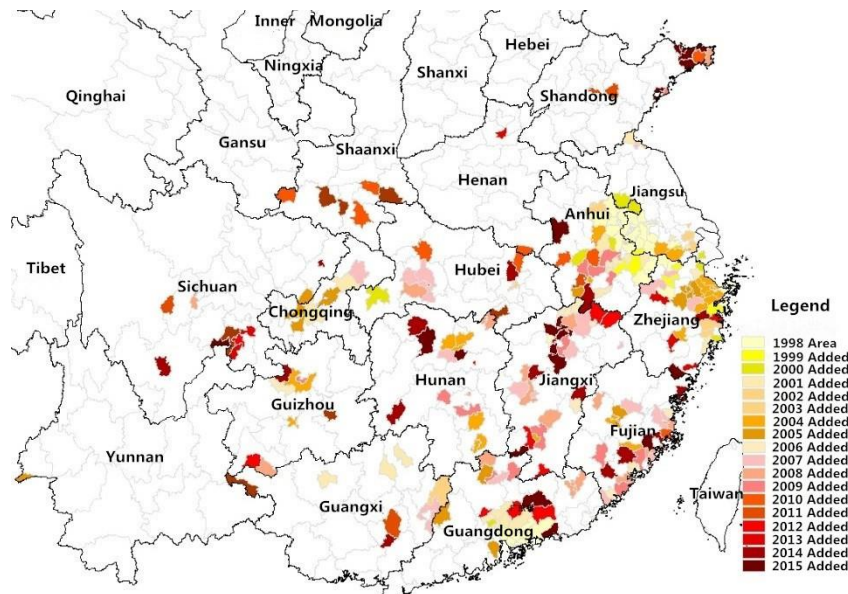 Inner
Mongolia
Hebei
Ningxia
Shanxi
Qinghai
Shandong
Gansu
Shaanxi
Henan
Jiangsu
Anhui
Tibet
Hubei
Sichuan
Chongqing
Zhejiang
Hunan
Jiangxi
Guizhou
Fujian
Yunnan
Taiwan
Guangxi
Guangdong
Legend
1998 Area
1999 Added
2000 Added
2001 Added
2002 Added
2003 Added
2004 Added
2005 Added
2006 Added
2007 Added
2008 Added
2009 Added
2010 Added
2011 Added
2012 Added
2013 Added
2014 Added
2015 Added